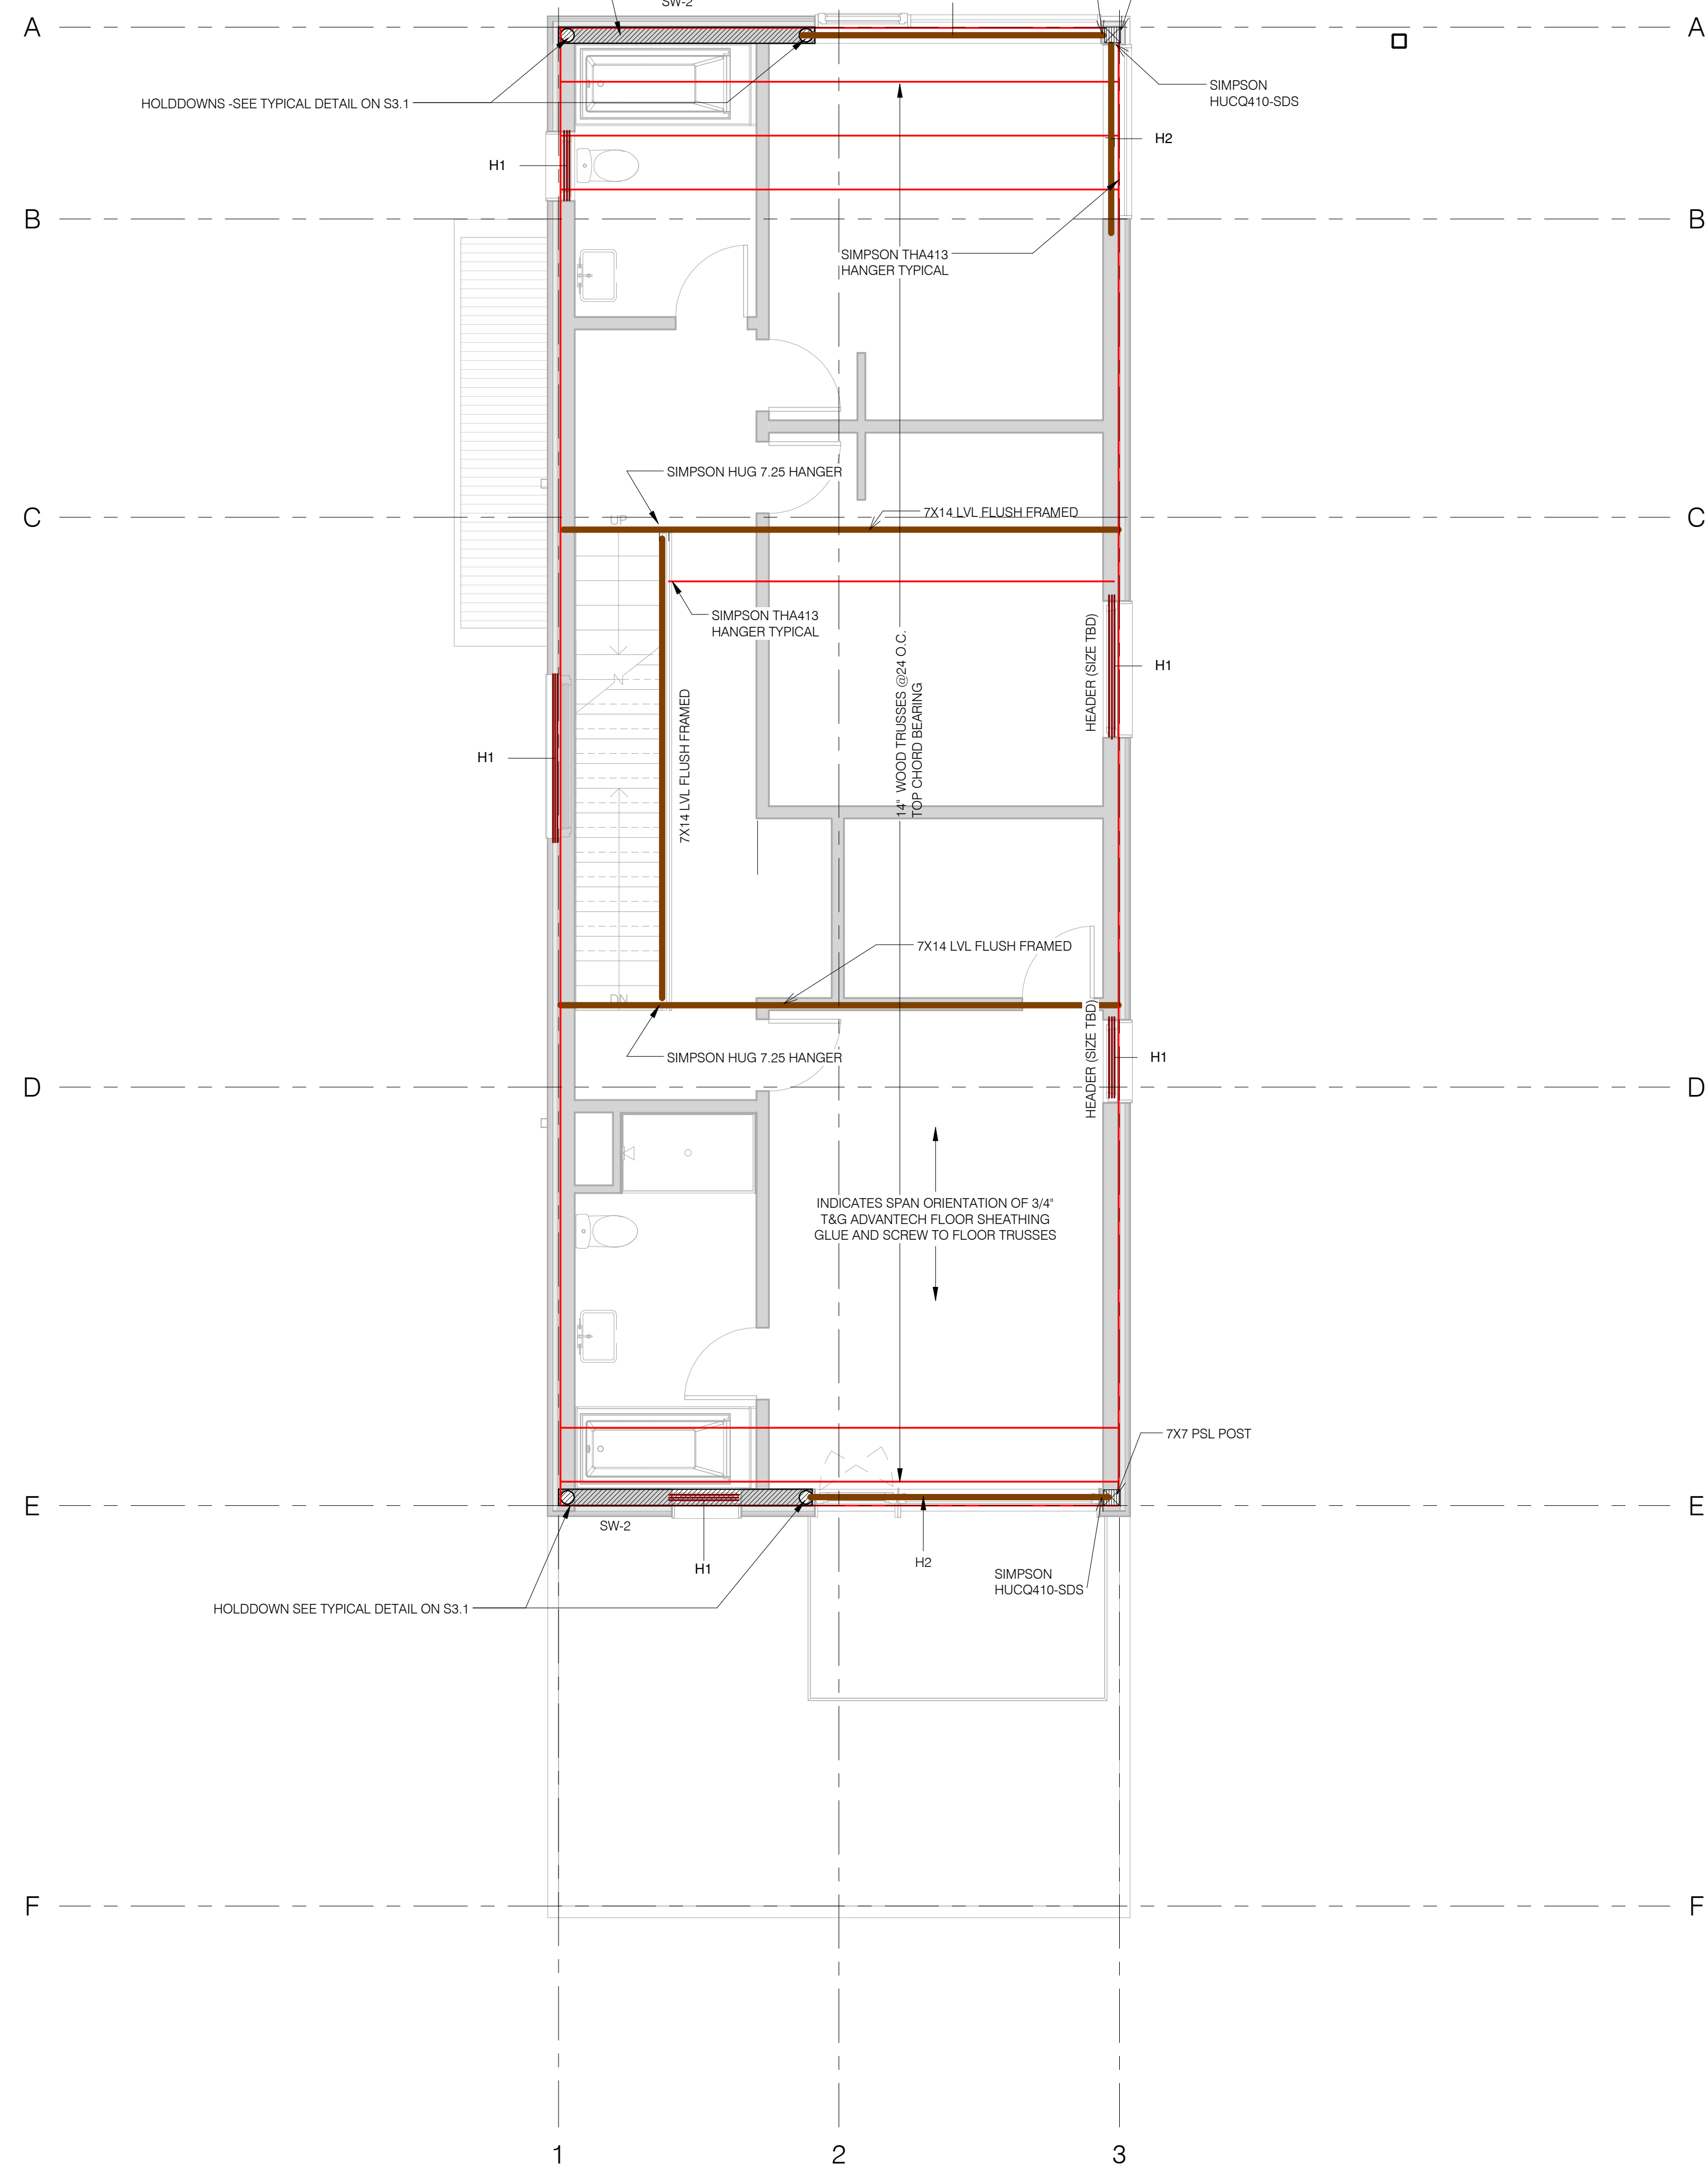 SW-2
A
A
HOLDDOWNS -SEE TYPICAL DETAIL ON S3.1
SIMPSON
HUCQ410-SDS
H2
H1
B
B
SIMPSON THA413
HANGER TYPICAL
SIMPSON HUG 7.25 HANGER
7X14 LVL FLUSH FRAMED
C
C
UP
SIMPSON THA413
HANGER TYPICAL
HEADER (SIZE TBD)
H1
N
7X14 LVL FLUSH FRAMED
14" WOOD TRUSSES @24 O.C.
TOP CHORD BEARING
H1
7X14 LVL FLUSH FRAMED
DN
HEADER (SIZE TBD)
SIMPSON HUG 7.25 HANGER
H1
D
D
INDICATES SPAN ORIENTATION OF 3/4"
T&G ADVANTECH FLOOR SHEATHING
GLUE AND SCREW TO FLOOR TRUSSES
7X7 PSL POST
E
E
SW-2
H1
H2
SIMPSON
HUCQ410-SDS
HOLDDOWN SEE TYPICAL DETAIL ON S3.1
F
F
1
2
3